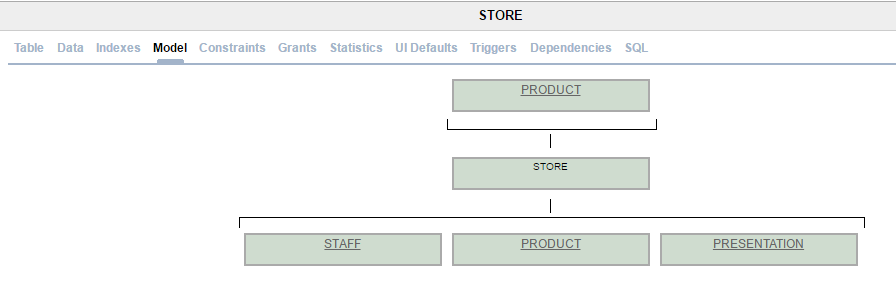 STORE
Table Data Indexes Model Constraints Grants Statistics UI Defaults Triggers Dependencies SQL
PRODUCT
STORE
STAFF PRODUCT PRESENTATION